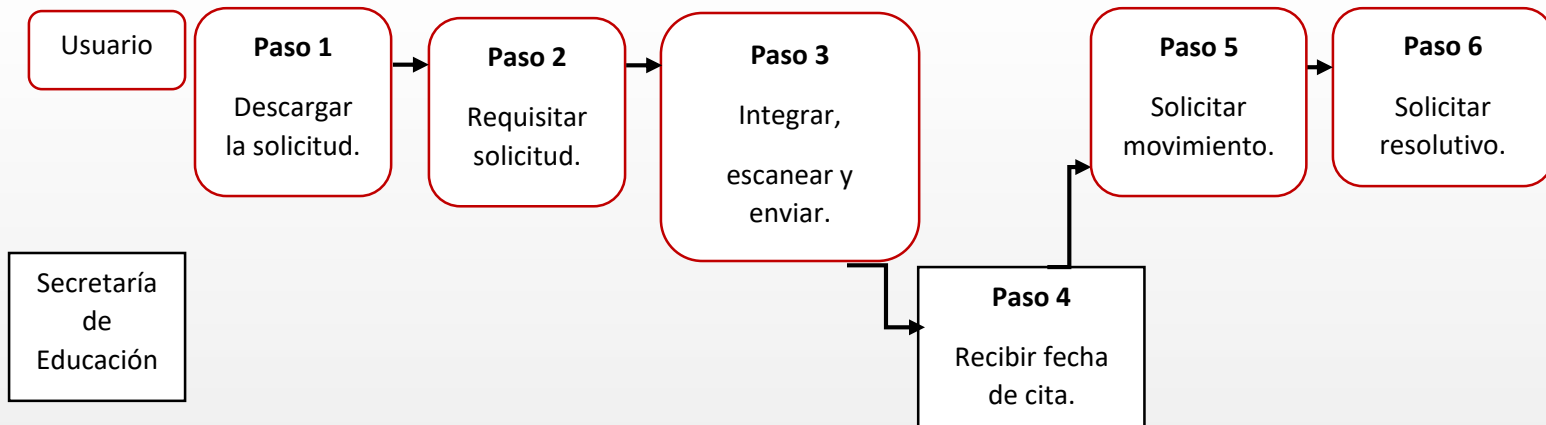 Usuario
Paso 1
Descargar
la solicitud.
Paso 2
Requisitar
solicitud.
Paso 3
Integrar,
escanear y
enviar.
Paso 5
Solicitar
movimiento.
Paso 6
Solicitar
resolutivo.
Secretaría
de
Educación
Paso 4
Recibir fecha
de cita.